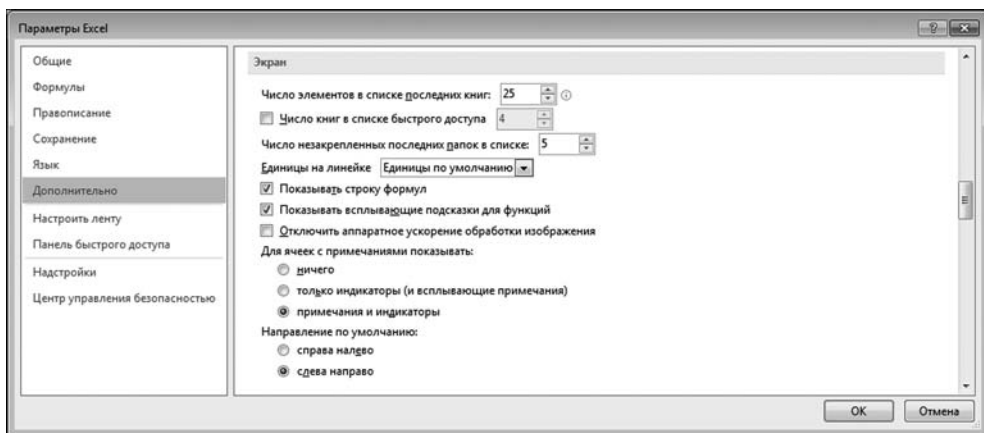 Параметры Excel
Общие
Формулы
Правописание
Сохранение
Язык
Дополнительно
Настроить ленту
Панель быстрого доступа
Надстройки
Центр управления безопасностью
Экран
Число элементов в списке последних книг: 25
Число книг в списке быстрого доступа 4
Число незакрепленных последних папок в списке: 5
Единицы на линейке Единицы по умолчанию
Показывать строку формул
Показывать всплывающие подсказки для функций
Отключить аппаратное ускорение обработки изображения
Для ячеек с примечаниями показывать:
ничего
только индикаторы (и всплывающие примечания)
примечания и индикаторы
Направление по умолчанию:
справа налево
слева направо
ОК
Отмена